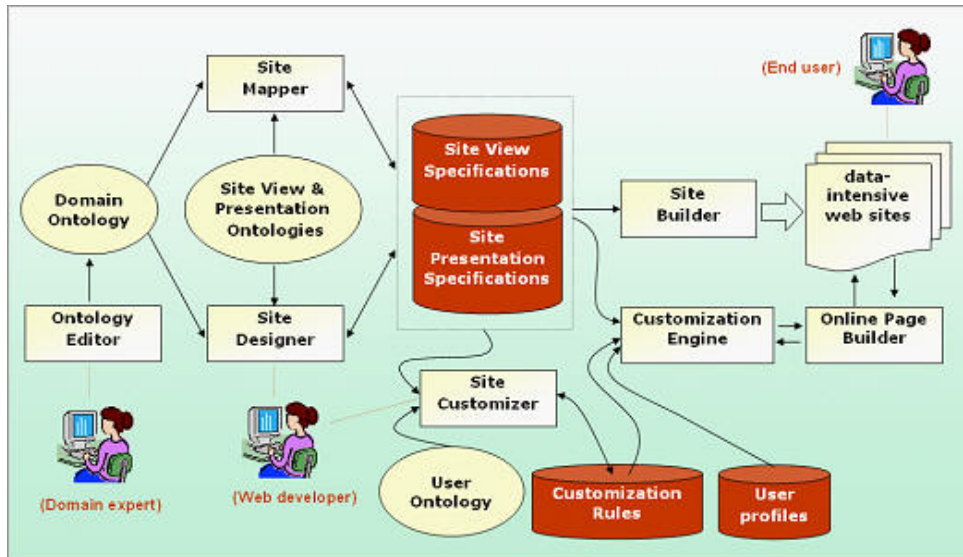 Site
Mapper
(End user)
Site View
Specifications
Domain
Ontology
Site View &
Presentation
Ontologies
Site
Builder
data-
intensive
web sites
Site
Presentation
Specifications
Ontology
Editor
Site
Designer
Customization
Engine
Online Page
Builder
Site
Customizer
(Domain expert)
(Web developer)
User
Ontology
Customization
Rules
User
profiles